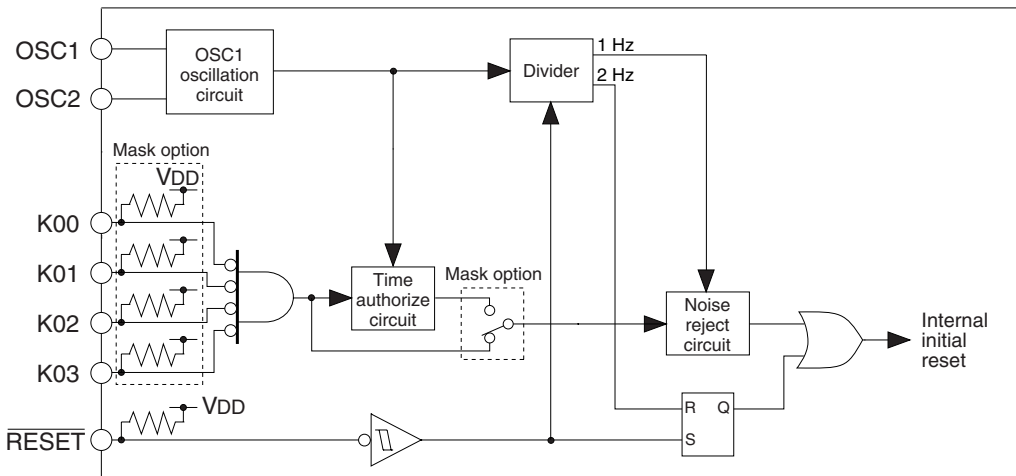 OSC1
OSC2
OSC1
oscillation
circuit
Divider
1 Hz
2 Hz
Mask option
VDD
K00
K01
K02
K03
Time
authorize
circuit
Mask option
Noise
reject
circuit
Internal
initial
reset
VDD
RESET
R Q
S